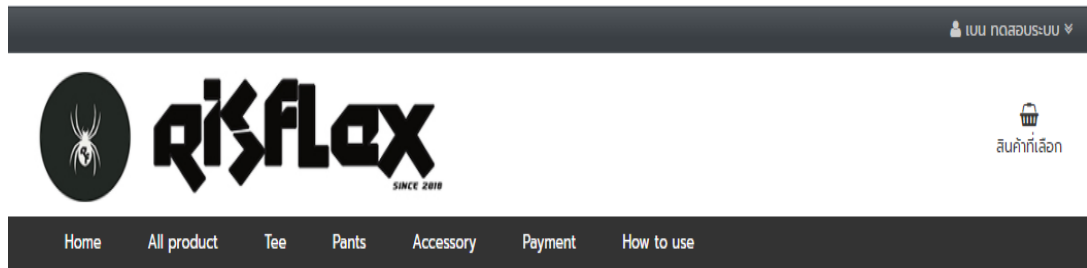 เบน ทดสอบระบบ
RISFLEX
SINCE 2018
สินค้าที่เลือก
Home All product Tee Pants Accessory Payment How to use